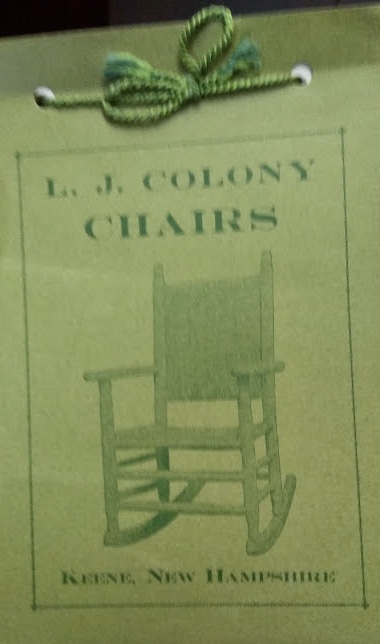 L. J. COLONY
CHAIRS
KEENE, NEW HAMPSHIRE